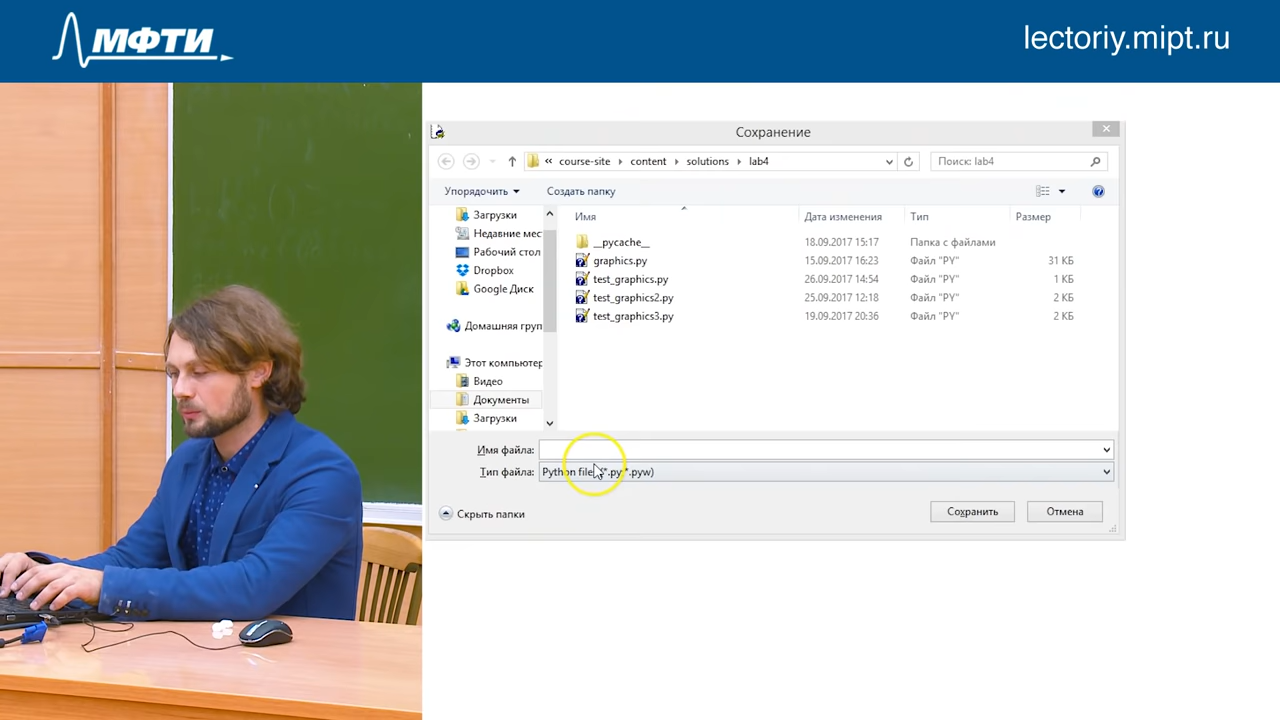 МФТИ
lectoriy.mipt.ru
Сохранение
« course-site content solutions lab4
Поиск: lab4
Упорядочить
Создать папку
Загрузки
Недавние мес
Рабочий стол
Dropbox
Google Диск
Домашняя груп
Этот компьютер
Видео
Документы
Загрузки
Имя Дата изменения Тип Размер
__pycache__ 18.09.2017 15:17 Папка с файлами
graphics.py 15.09.2017 16:23 Файл "PY" 31 КБ
test_graphics.py 26.09.2017 14:54 Файл "PY" 1 КБ
test_graphics2.py 25.09.2017 12:18 Файл "PY" 2 КБ
test_graphics3.py 19.09.2017 20:36 Файл "PY" 2 КБ
Имя файла:
Тип файла: Python file (*.py *.pyw)
Скрыть папки
Сохранить
Отмена